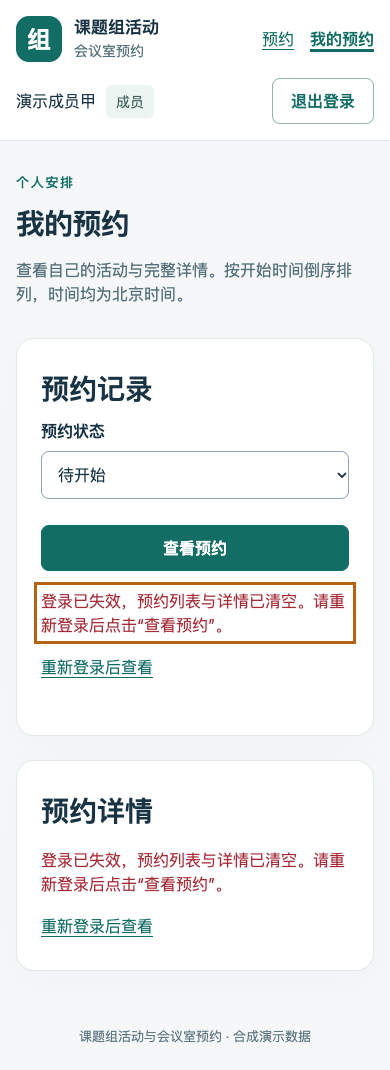 组
课题组活动
会议室预约
预约
我的预约
演示成员甲
成员
退出登录
个人安排
我的预约
查看自己的活动与完整详情。按开始时间倒序排
列，时间均为北京时间。
预约记录
预约状态
待开始
查看预约
登录已失效，预约列表与详情已清空。请重
新登录后点击“查看预约”。
重新登录后查看
预约详情
登录已失效，预约列表与详情已清空。请重
新登录后点击“查看预约”。
重新登录后查看
课题组活动与会议室预约 · 合成演示数据